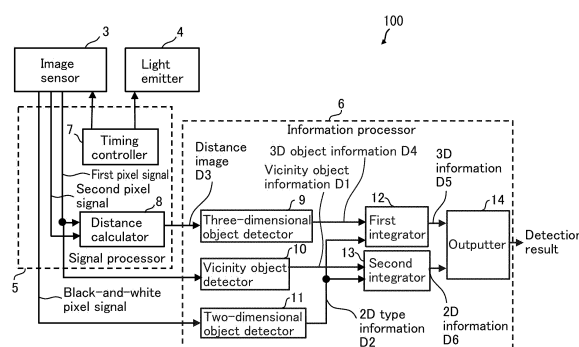 100
3
4
Image
sensor
Light
emitter
6
Information processor
7
Timing
controller
Distance
image
D3
3D object information D4
Vicinity object
information D1
3D
information
D5
First pixel signal
Second pixel
signal
8
9
12
14
Distance
calculator
Three-dimensional
object detector
First
integrator
Outputter
Detection
result
Signal processor
10
13
5
Vicinity object
detector
Second
integrator
Black-and-white
pixel signal
11
Two-dimensional
object detector
2D type
information
D2
2D
information
D6